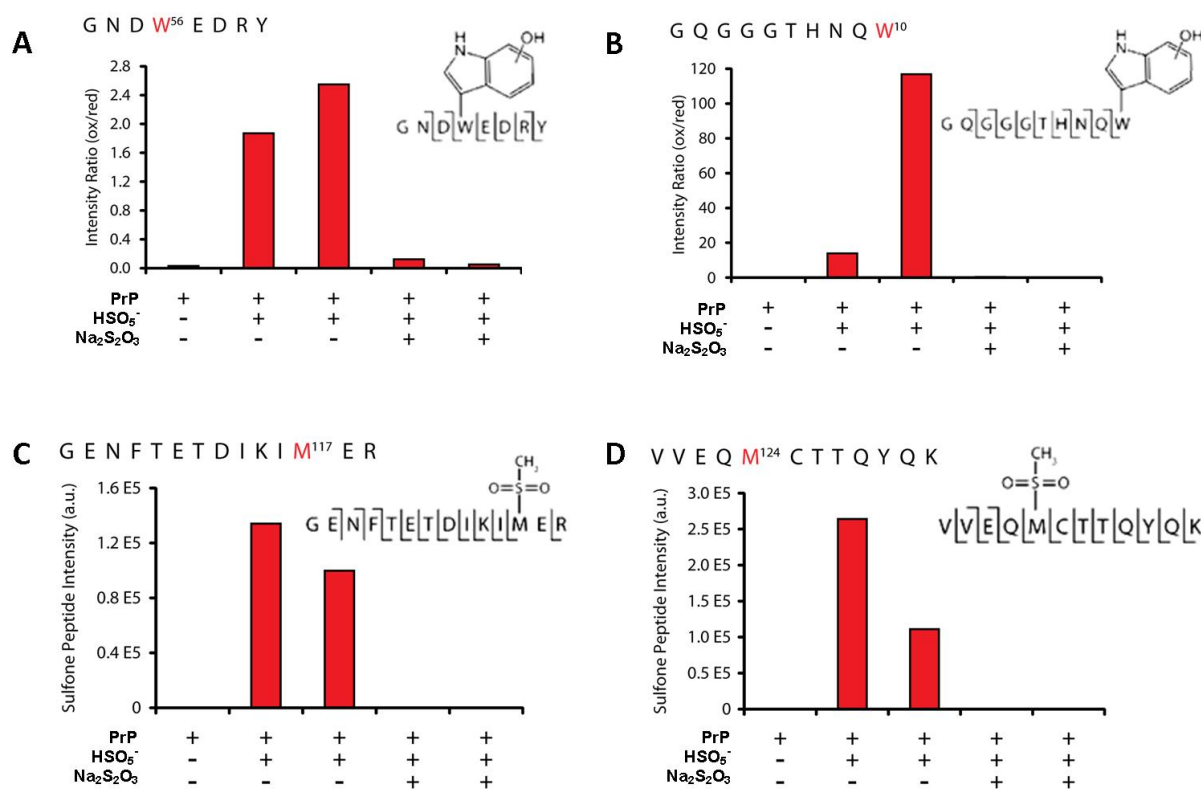 A
G N D W56 E D R Y
Intensity Ratio (ox/red)
2.8
2.4
2.0
1.6
1.2
0.8
0.4
0.0
H
N
OH
G N D W E D R Y
PrP + + + + +
HSO5- - + + + +
Na2S2O3 - - - + +
B
G Q G G G T H N Q W10
Intensity Ratio (ox/red)
120
100
80
60
40
20
0
H
N
OH
G Q G G G T H N Q W
PrP + + + + +
HSO5- - + + + +
Na2S2O3 - - - + +
C
G E N F T E T D I K I M117 E R
Sulfone Peptide Intensity (a.u.)
1.6 E5
1.2 E5
0.8 E5
0.4 E5
0
CH3
O=S=O
G E N F T E T D I K I M E R
PrP + + + + +
HSO5- - + + + +
Na2S2O3 - - - + +
D
V V E Q M124 C T T Q Y Q K
Sulfone Peptide Intensity (a.u.)
3.0 E5
2.5 E5
2.0 E5
1.5 E5
1.0 E5
0.5 E5
0
CH3
O=S=O
V V E Q M C T T Q Y Q K
PrP + + + + +
HSO5- - + + + +
Na2S2O3 - - - + +